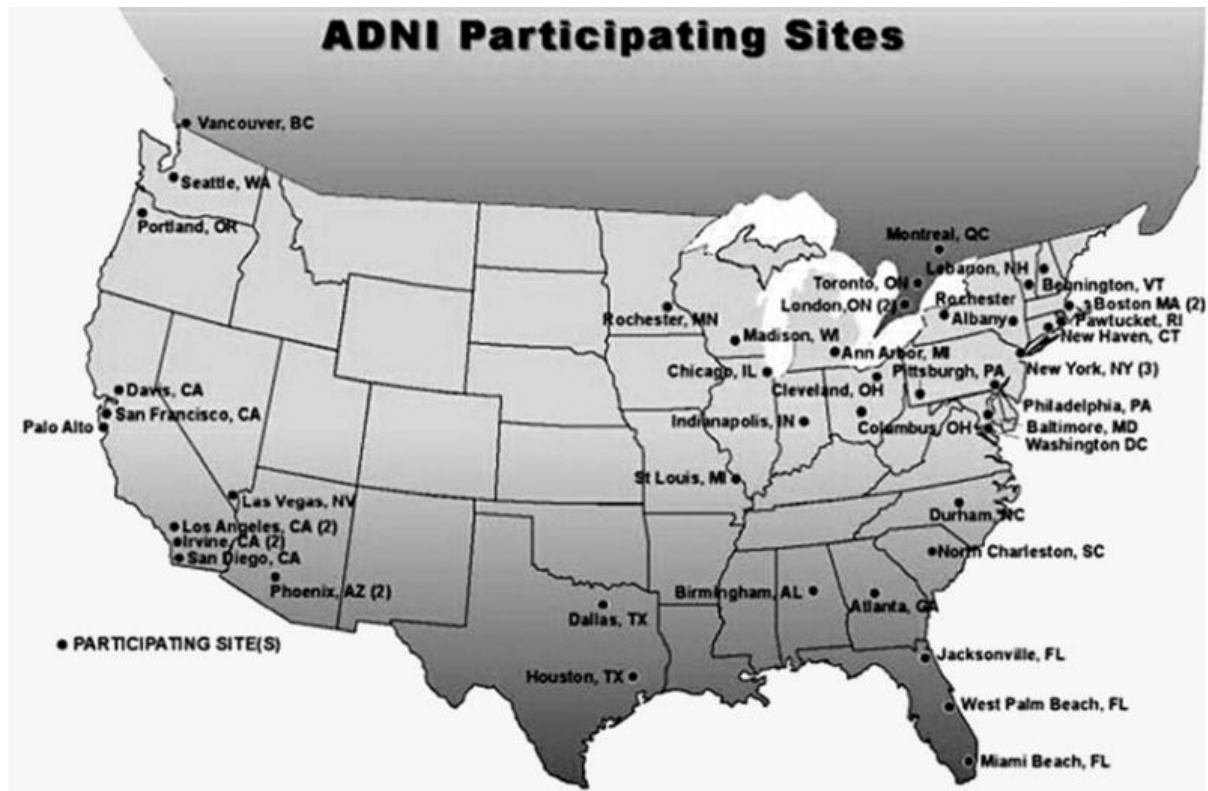 ADNI Participating Sites
Vancouver, BC
Seattle, WA
Portland, OR
Montreal, QC
Lebanon, NH
Toronto, ON
Bennington, VT
London,ON (2)
Rochester
Boston MA (2)
Rochester, MN
Albany
Pawtucket, RI
Madison, WI
New Haven, CT
Ann Arbor, MI
Chicago, IL
Pittsburgh, PA
New York, NY (3)
Davis, CA
Cleveland, OH
San Francisco, CA
Philadelphia, PA
Palo Alto
Indianapolis, IN
Columbus, OH
Baltimore, MD
Washington DC
St Louis, MI
Las Vegas, NV
Los Angeles, CA (2)
Durham, NC
Irvine, CA (2)
San Diego, CA
North Charleston, SC
Phoenix, AZ (2)
Birmingham, AL
Atlanta, GA
Dallas, TX
PARTICIPATING SITE(S)
Jacksonville, FL
Houston, TX
West Palm Beach, FL
Miami Beach, FL